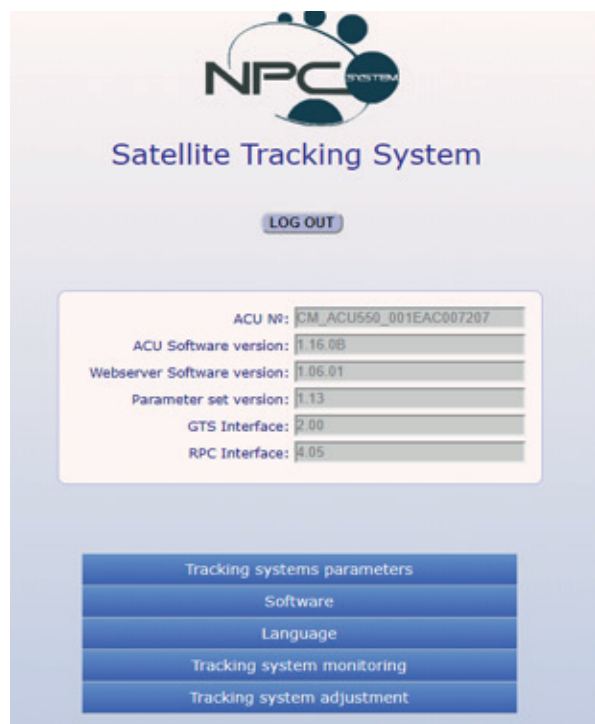 NPC SYSTEM
Satellite Tracking System
LOG OUT
ACU №: CM_ACU550_001EAC007207
ACU Software version: 1.16.0B
Webserver Software version: 1.06.01
Parameter set version: 1.13
GTS Interface: 2.00
RPC Interface: 4.05
Tracking systems parameters
Software
Language
Tracking system monitoring
Tracking system adjustment